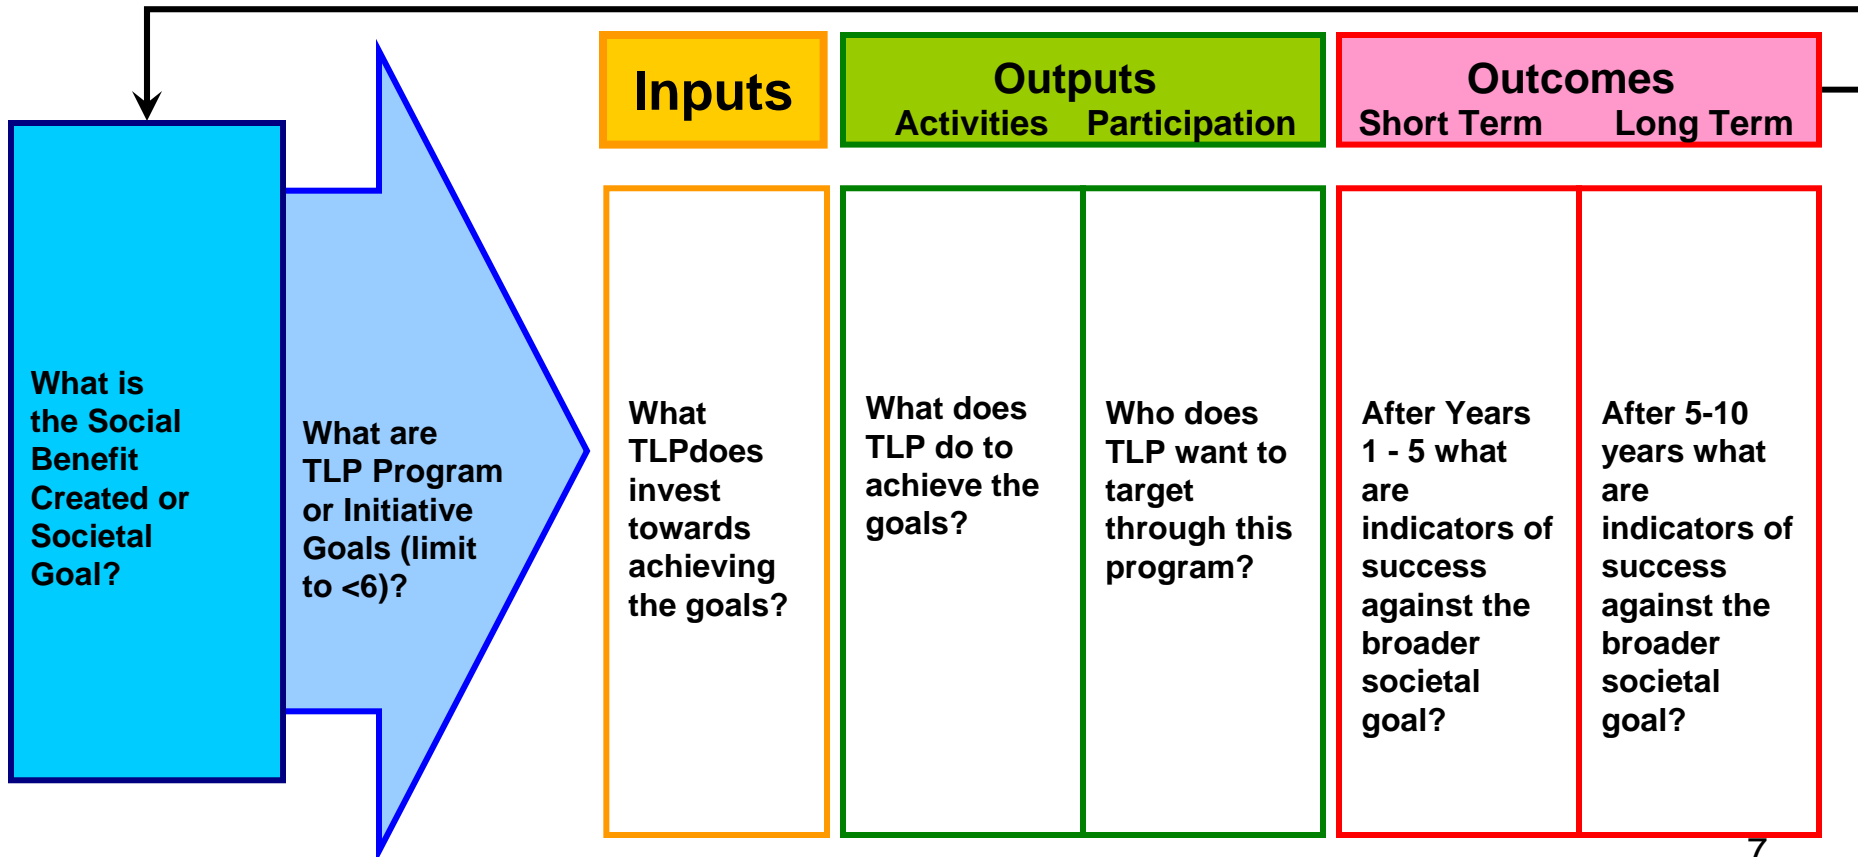 Inputs
Outputs
Activities Participation
Outcomes
Short Term Long Term
What is
the Social
Benefit
Created or
Societal
Goal?
What are
TLP Program
or Initiative
Goals (limit
to <6)?
What
TLPdoes
invest
towards
achieving
the goals?
What does
TLP do to
achieve the
goals?
Who does
TLP want to
target
through this
program?
After Years
1 - 5 what
are
indicators of
success
against the
broader
societal
goal?
After 5-10
years what
are
indicators of
success
against the
broader
societal
goal?
7